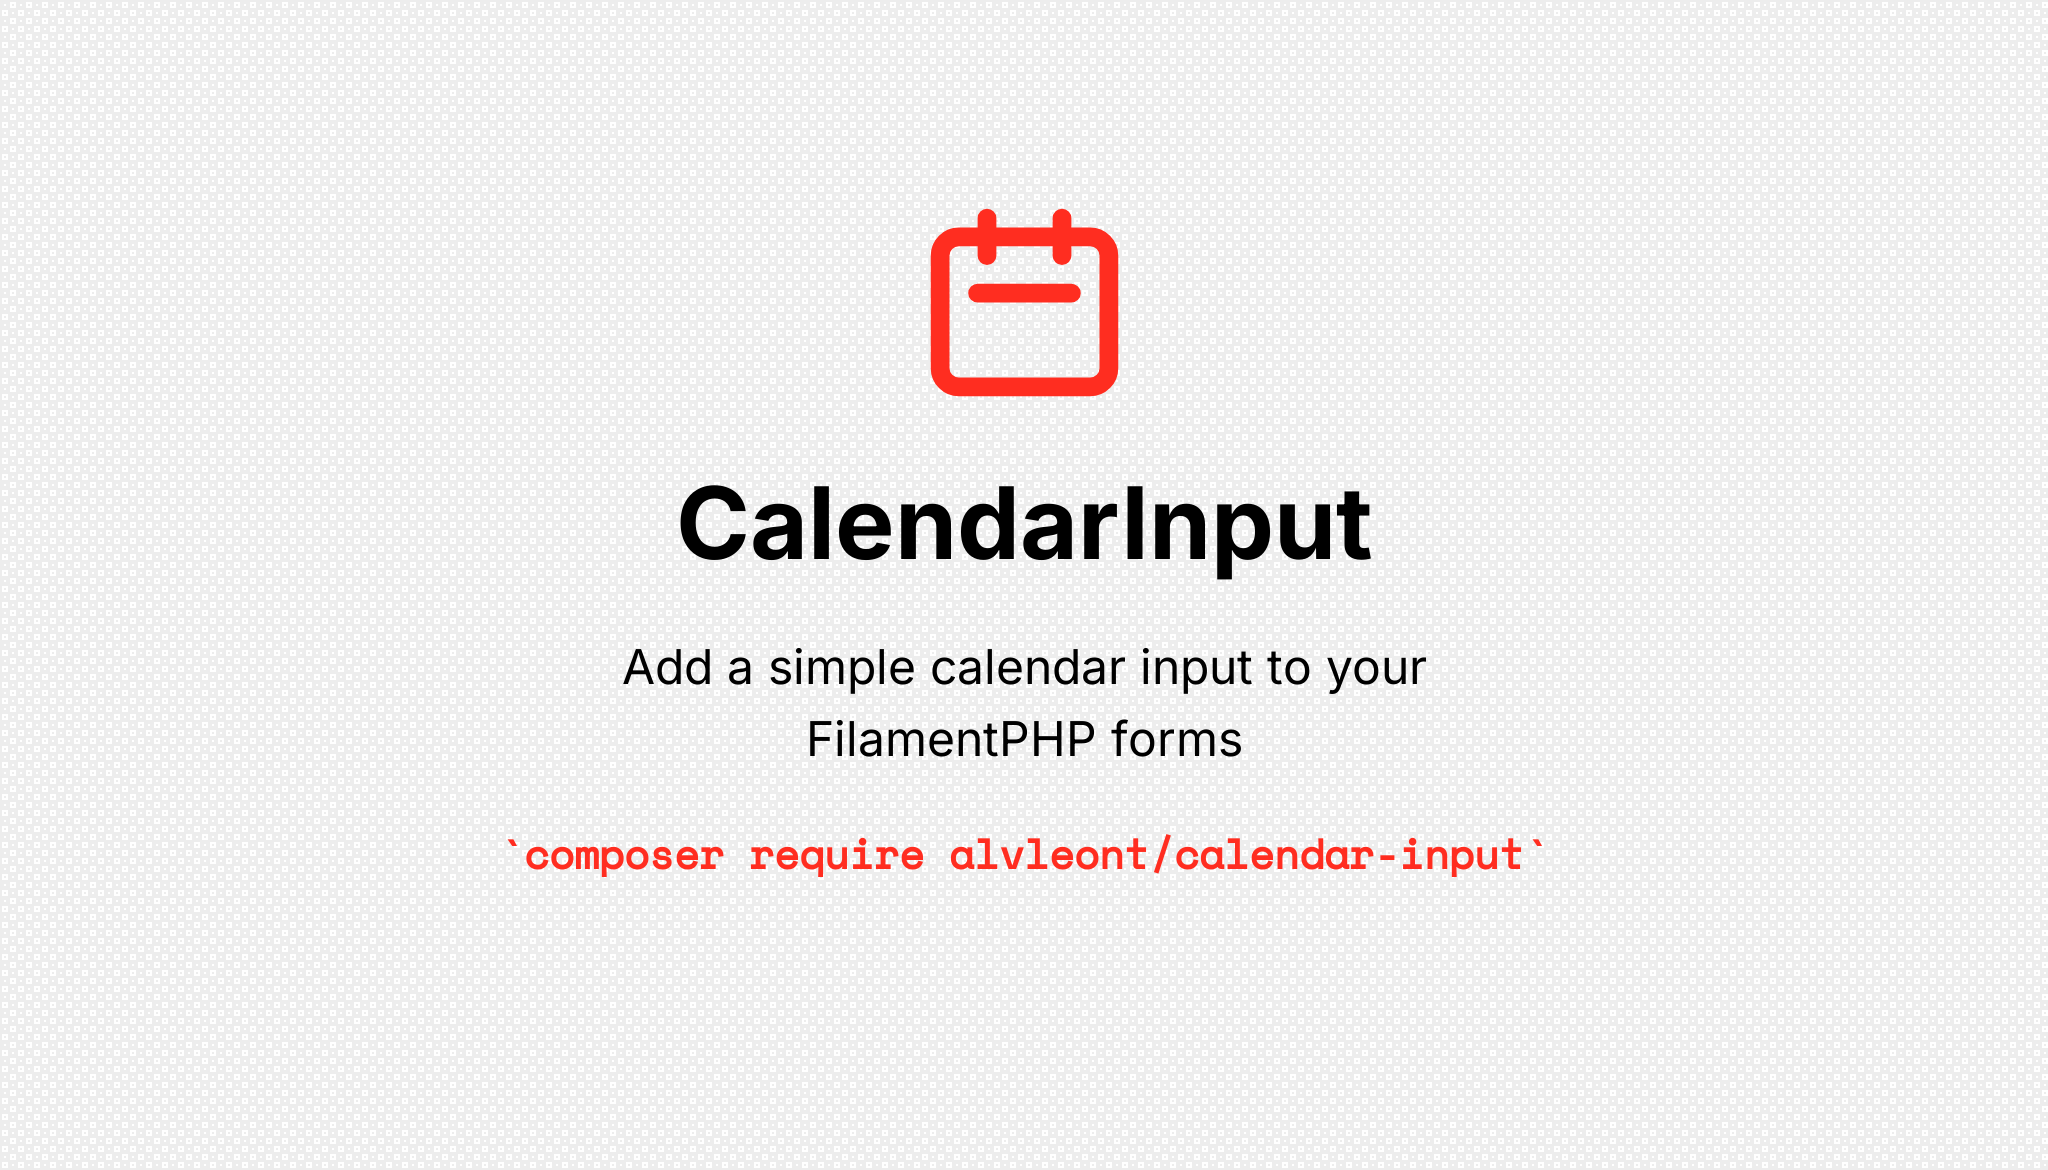 CalendarInput
Add a simple calendar input to your
FilamentPHP forms
`composer require alvleont/calendar-input`